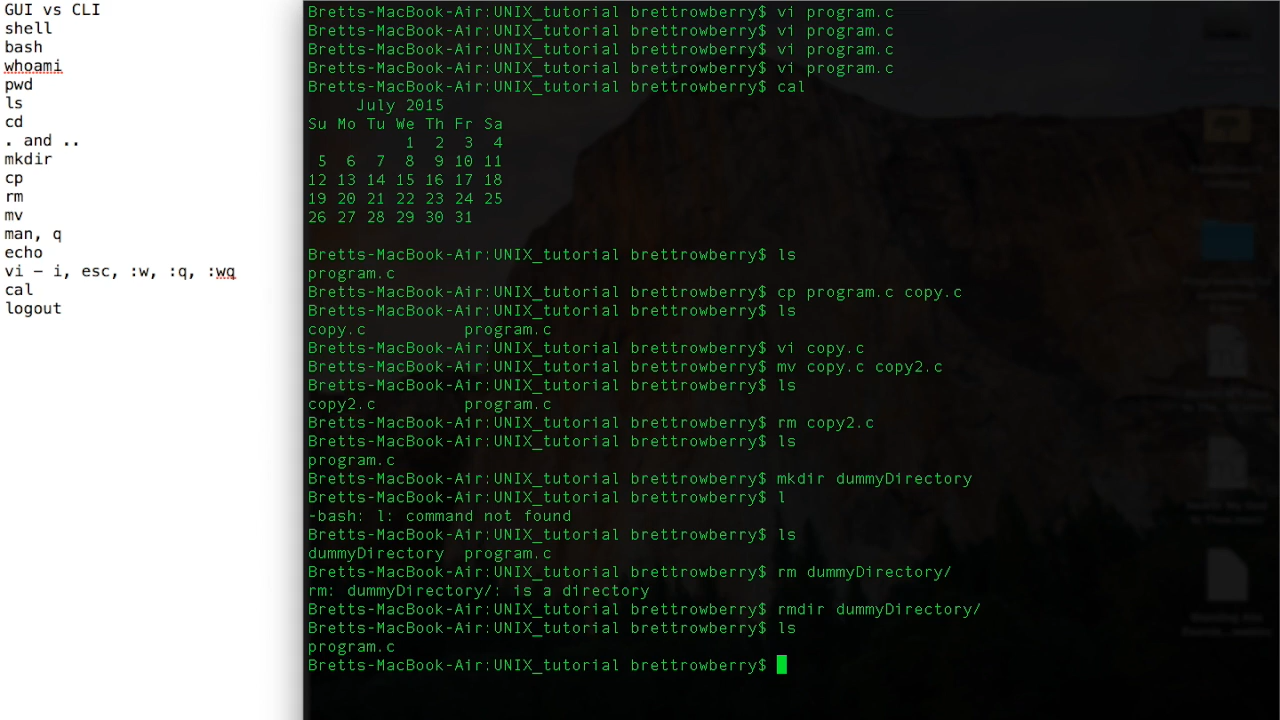 GUI vs CLI
shell
bash
whoami
pwd
ls
cd
. and ..
mkdir
cp
rm
mv
man, q
echo
vi – i, esc, :w, :q, :wq
cal
logout
Bretts-MacBook-Air:UNIX_tutorial brettrowberry$ vi program.c
Bretts-MacBook-Air:UNIX_tutorial brettrowberry$ vi program.c
Bretts-MacBook-Air:UNIX_tutorial brettrowberry$ vi program.c
Bretts-MacBook-Air:UNIX_tutorial brettrowberry$ vi program.c
Bretts-MacBook-Air:UNIX_tutorial brettrowberry$ cal
July 2015
Su Mo Tu We Th Fr Sa
1 2 3 4
5 6 7 8 9 10 11
12 13 14 15 16 17 18
19 20 21 22 23 24 25
26 27 28 29 30 31
Bretts-MacBook-Air:UNIX_tutorial brettrowberry$ ls
program.c
Bretts-MacBook-Air:UNIX_tutorial brettrowberry$ cp program.c copy.c
Bretts-MacBook-Air:UNIX_tutorial brettrowberry$ ls
copy.c program.c
Bretts-MacBook-Air:UNIX_tutorial brettrowberry$ vi copy.c
Bretts-MacBook-Air:UNIX_tutorial brettrowberry$ mv copy.c copy2.c
Bretts-MacBook-Air:UNIX_tutorial brettrowberry$ ls
copy2.c program.c
Bretts-MacBook-Air:UNIX_tutorial brettrowberry$ rm copy2.c
Bretts-MacBook-Air:UNIX_tutorial brettrowberry$ ls
program.c
Bretts-MacBook-Air:UNIX_tutorial brettrowberry$ mkdir dummyDirectory
Bretts-MacBook-Air:UNIX_tutorial brettrowberry$ l
-bash: l: command not found
Bretts-MacBook-Air:UNIX_tutorial brettrowberry$ ls
dummyDirectory program.c
Bretts-MacBook-Air:UNIX_tutorial brettrowberry$ rm dummyDirectory/
rm: dummyDirectory/: is a directory
Bretts-MacBook-Air:UNIX_tutorial brettrowberry$ rmdir dummyDirectory/
Bretts-MacBook-Air:UNIX_tutorial brettrowberry$ ls
program.c
Bretts-MacBook-Air:UNIX_tutorial brettrowberry$